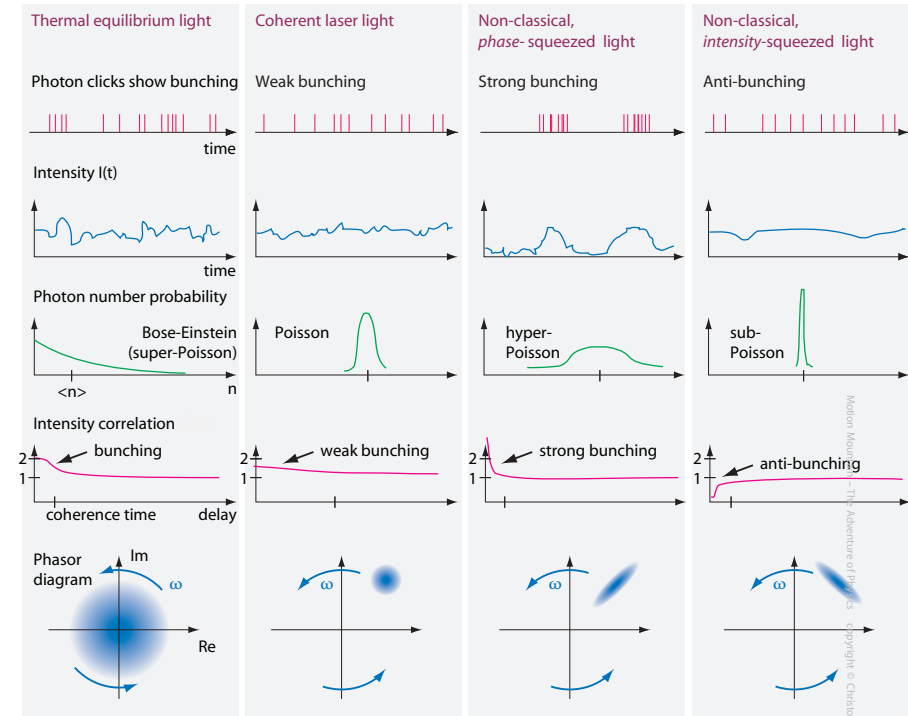 Thermal equilibrium light
Photon clicks show bunching
time
Intensity I(t)
time
Photon number probability
Bose-Einstein
(super-Poisson)
<n>
n
Intensity correlation
2
1
bunching
coherence time
delay
Phasor
diagram
Im
ω
Re
Coherent laser light
Weak bunching
Poisson
weak bunching
2
1
ω
Non-classical,
phase- squeezed light
Strong bunching
hyper-
Poisson
2
1
strong bunching
ω
Non-classical,
intensity-squeezed light
Anti-bunching
sub-
Poisson
2
1
anti-bunching
ω
Motion Mountain – The Adventure of Physics
copyright © Christo